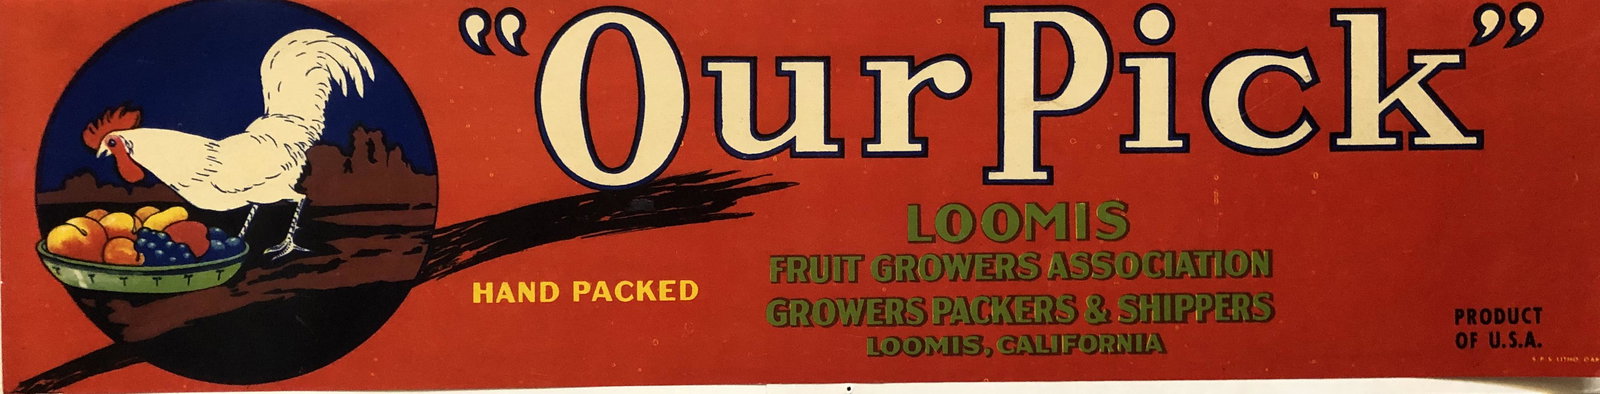 “Our Pick”
LOOMIS
FRUIT GROWERS ASSOCIATION
GROWERS PACKERS & SHIPPERS
LOOMIS, CALIFORNIA
HAND PACKED
PRODUCT
OF U.S.A.